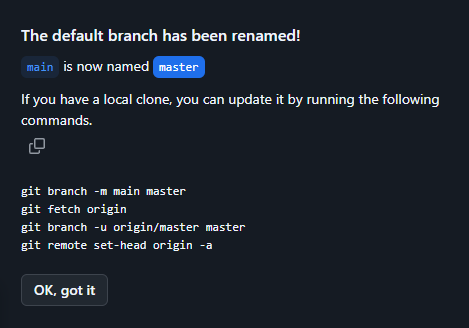 The default branch has been renamed!
main is now named master
If you have a local clone, you can update it by running the following
commands.
git branch -m main master
git fetch origin
git branch -u origin/master master
git remote set-head origin -a
OK, got it